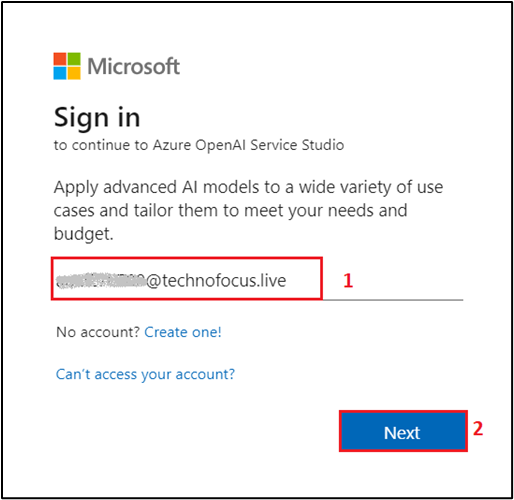 Microsoft
Sign in
to continue to Azure OpenAI Service Studio
Apply advanced AI models to a wide variety of use
cases and tailor them to meet your needs and
budget.
@technofocus.live 1
No account? Create one!
Can't access your account?
Next 2